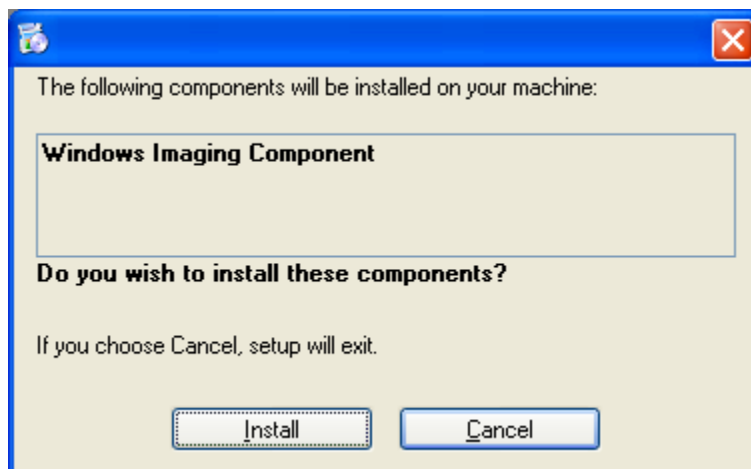 The following components will be installed on your machine:
Windows Imaging Component
Do you wish to install these components?
If you choose Cancel, setup will exit.
Install
Cancel